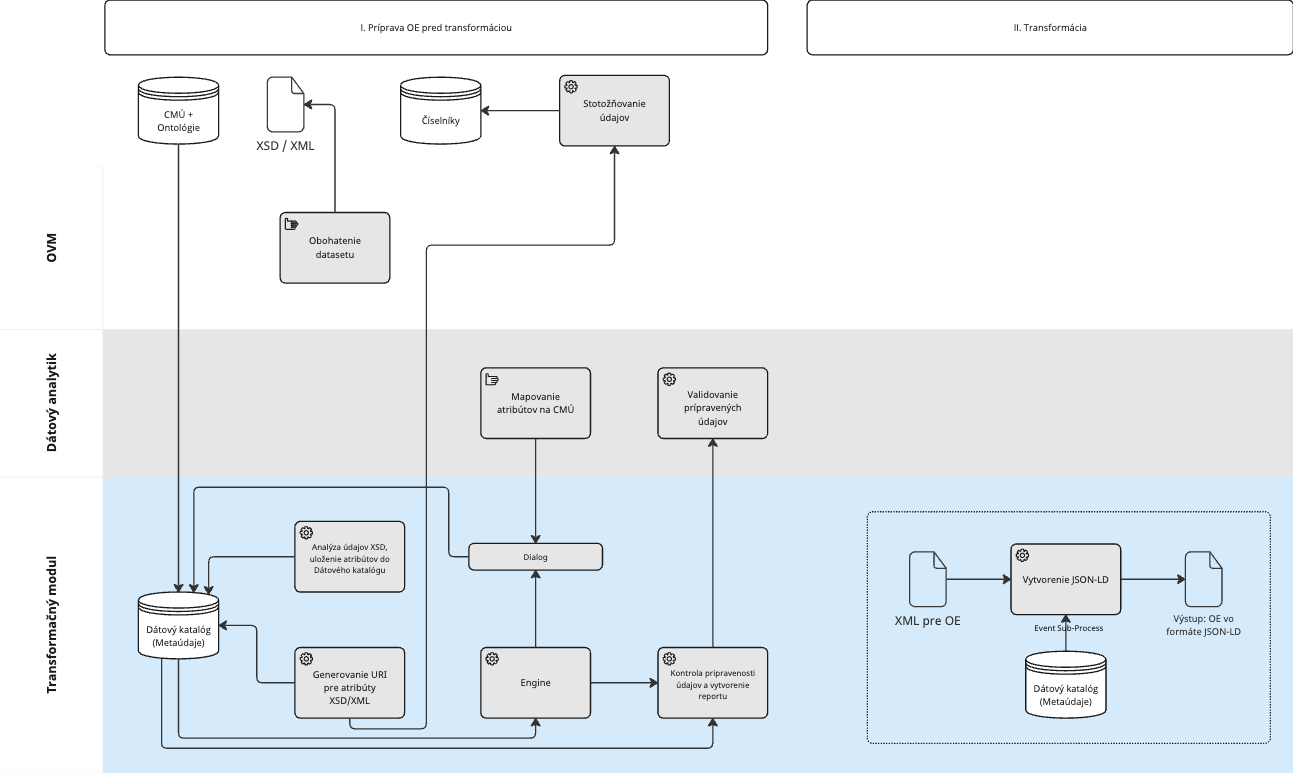 I. Príprava OE pred transformáciou
II. Transformácia
CMÚ +
Ontológie
XSD / XML
Číselníky
Stotožňovanie
údajov
OVM
Obohatenie
datasetu
Dátový analytik
Mapovanie
atribútov na CMÚ
Validovanie
prípravených
údajov
Transformačný modul
Analýza údajov XSD,
uloženie atribútov do
Dátového katalógu
Dialog
Dátový katalóg
(Metaúdaje)
Generovanie URI
pre atribúty
XSD/XML
Engine
Kontrola pripravenosti
údajov a vytvorenie
reportu
XML pre OE
Vytvorenie JSON-LD
Event Sub-Process
Výstup: OE vo
formáte JSON-LD
Dátový katalóg
(Metaúdaje)